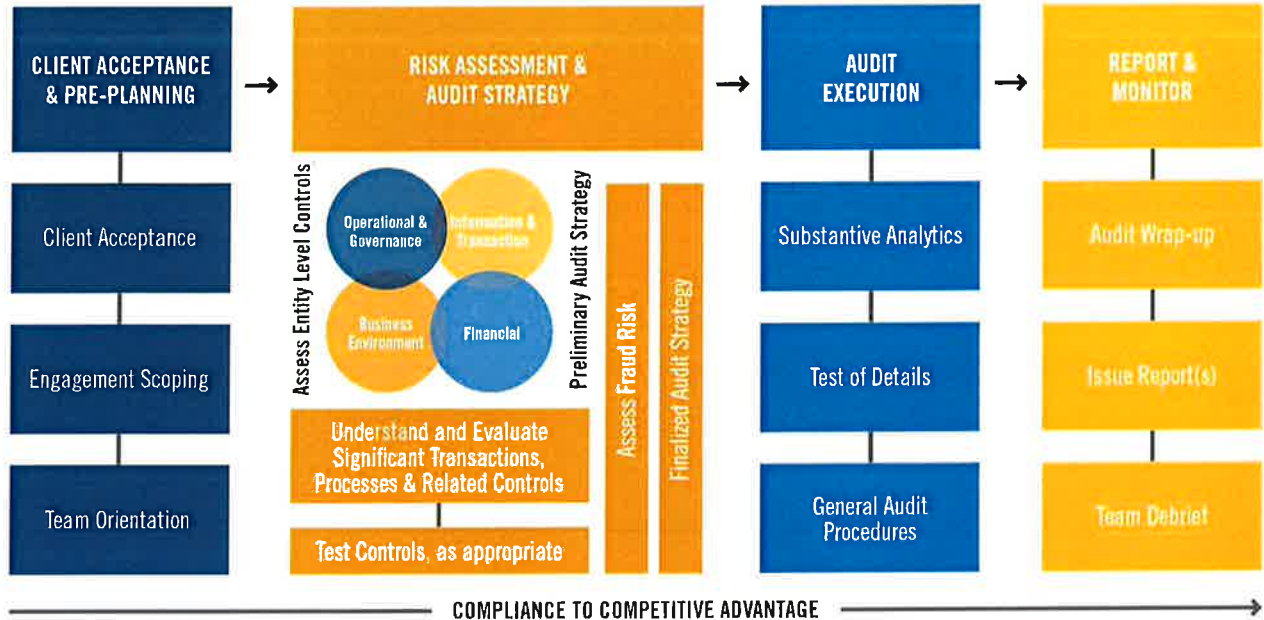 CLIENT ACCEPTANCE
& PRE-PLANNING
Client Acceptance
Engagement Scoping
Team Orientation
RISK ASSESSMENT &
AUDIT STRATEGY
Assess Entity Level Controls
Operational &
Governance
Information &
Transaction
Business
Environment
Financial
Preliminary Audit Strategy
Understand and Evaluate
Significant Transactions,
Processes & Related Controls
Test Controls, as appropriate
Assess Fraud Risk
Finalized Audit Strategy
AUDIT
EXECUTION
Substantive Analytics
Test of Details
General Audit
Procedures
REPORT &
MONITOR
Audit Wrap-up
Issue Report(s)
Team Debrief
COMPLIANCE TO COMPETITIVE ADVANTAGE